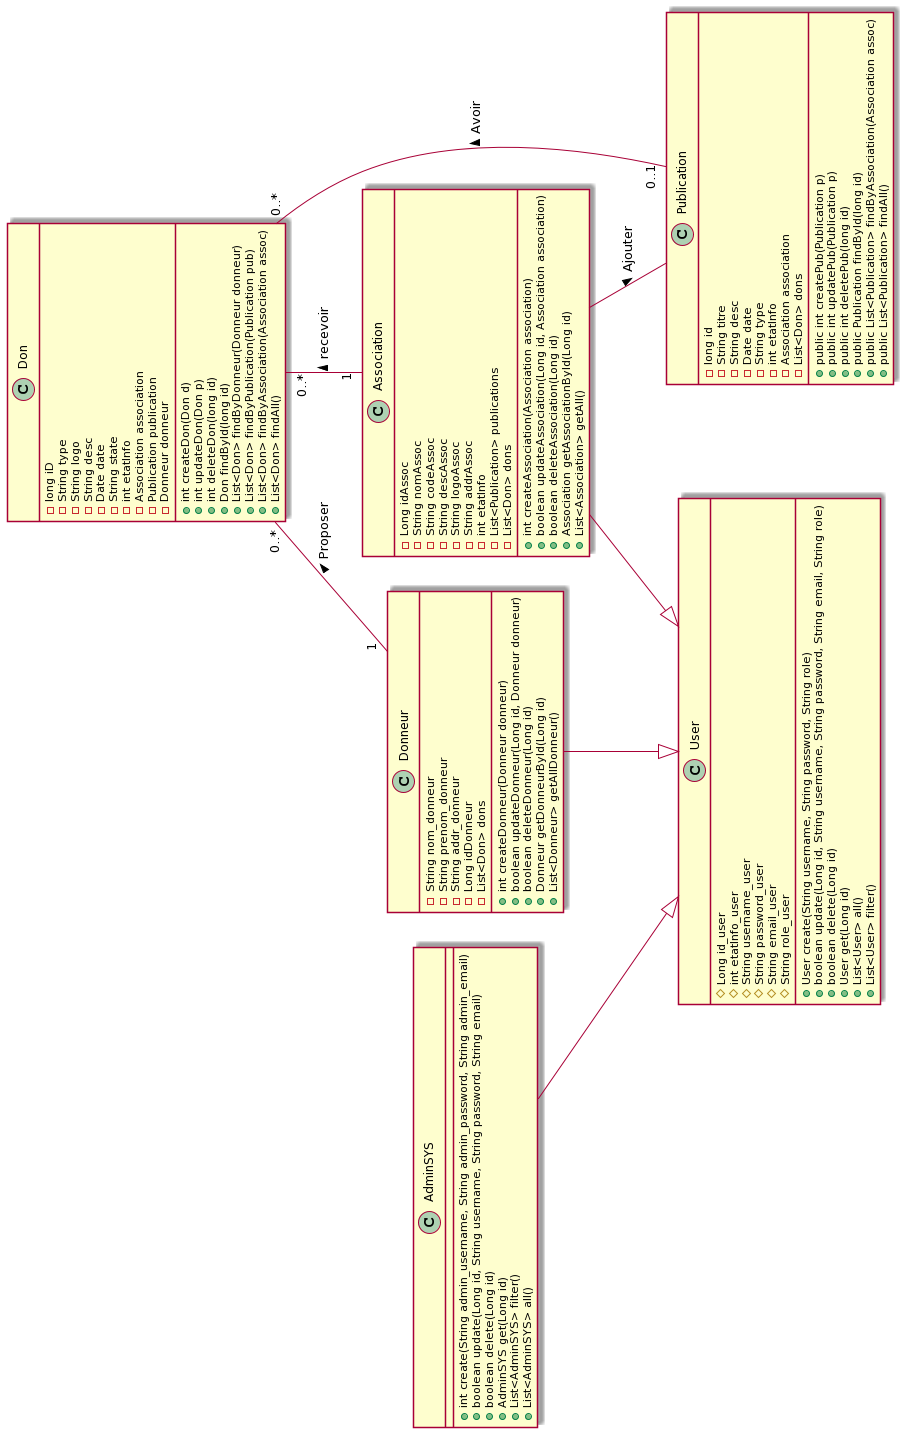 Don
long iD
String type
String logo
String desc
Date date
String state
int etatInfo
Association association
Publication publication
Donneur donneur
int createDon(Don d)
int updateDon(Don p)
int deleteDon(long id)
Don findById(long id)
List<Don> findByDonneur(Donneur donneur)
List<Don> findByPublication(Publication pub)
List<Don> findByAssociation(Association assoc)
List<Don> findAll()
0..*
Proposer
1
0..*
recevoir
1
0..*
Avoir
0..1
Association
Long idAssoc
String nomAssoc
String codeAssoc
String descAssoc
String logoAssoc
String addrAssoc
int etatInfo
List<Publication> publications
List<Don> dons
int createAssociation(Association association)
boolean updateAssociation(Long id, Association association)
boolean deleteAssociation(Long id)
Association getAssociationById(Long id)
List<Association> getAll()
Ajouter
Donneur
String nom_donneur
String prenom_donneur
String addr_donneur
Long idDonneur
List<Don> dons
int createDonneur(Donneur donneur)
boolean updateDonneur(Long id, Donneur donneur)
boolean deleteDonneur(Long id)
Donneur getDonneurById(Long id)
List<Donneur> getAllDonneur()
AdminSYS
int create(String admin_username, String admin_password, String admin_email)
boolean update(Long id, String username, String password, String email)
boolean delete(Long id)
AdminSYS get(Long id)
List<AdminSYS> filter()
List<AdminSYS> all()
Publication
long id
String titre
String desc
Date date
String type
int etatInfo
Association association
List<Don> dons
public int createPub(Publication p)
public int updatePub(Publication p)
public int deletePub(long id)
public Publication findById(long id)
public List<Publication> findByAssociation(Association assoc)
public List<Publication> findAll()
User
Long id_user
int etatInfo_user
String username_user
String password_user
String email_user
String role_user
User create(String username, String password, String role)
boolean update(Long id, String username, String password, String email, String role)
boolean delete(Long id)
User get(Long id)
List<User> all()
List<User> filter()
C
C
C
C
C
C